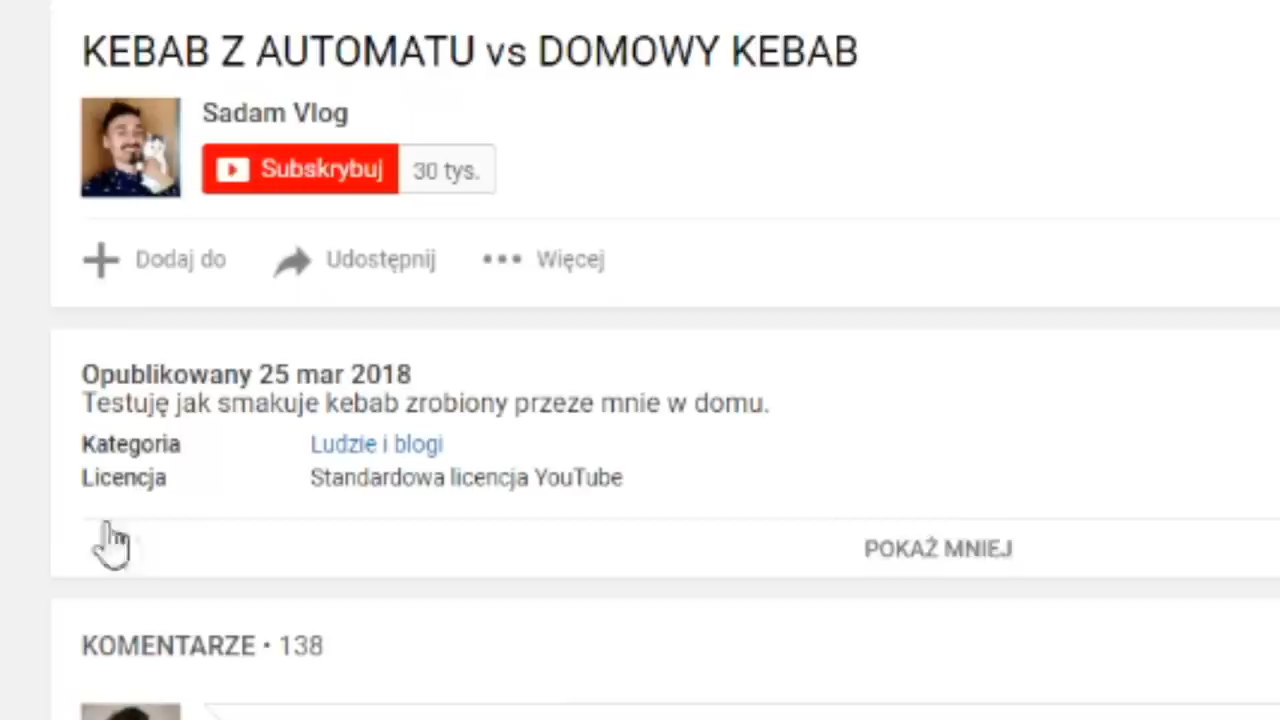 KEBAB Z AUTOMATU vs DOMOWY KEBAB
Sadam Vlog
Subskrybuj 30 tys.
Dodaj do Udostępnij Więcej
Opublikowany 25 mar 2018
Testuję jak smakuje kebab zrobiony przeze mnie w domu.
Kategoria Ludzie i blogi
Licencja Standardowa licencja YouTube
POKAŻ MNIEJ
KOMENTARZE • 138